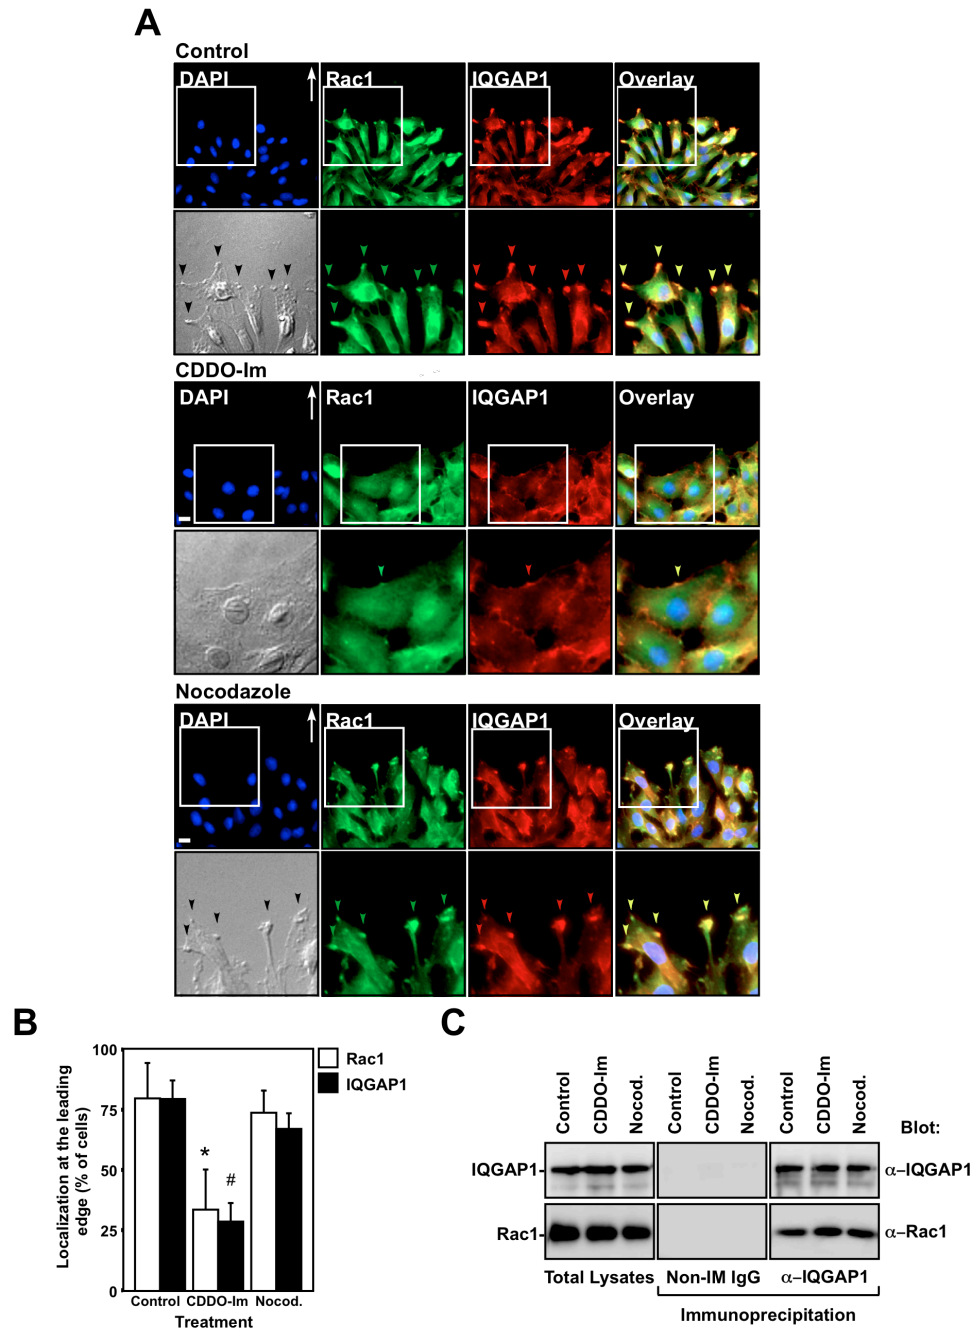 A
Control
DAPI Rac1 IQGAP1 Overlay
CDDO-Im
DAPI Rac1 IQGAP1 Overlay
Nocodazole
DAPI Rac1 IQGAP1 Overlay
B
Localization at the leading
edge (% of cells)
100
75
50
25
0
* #
Rac1
IQGAP1
Control CDDO-Im Nocod.
Treatment
C
Control CDDO-Im Nocod. Control CDDO-Im Nocod. Control CDDO-Im Nocod.
Blot:
IQGAP1- α–IQGAP1
Rac1- α–Rac1
Total Lysates Non-IM IgG α–IQGAP1
Immunoprecipitation